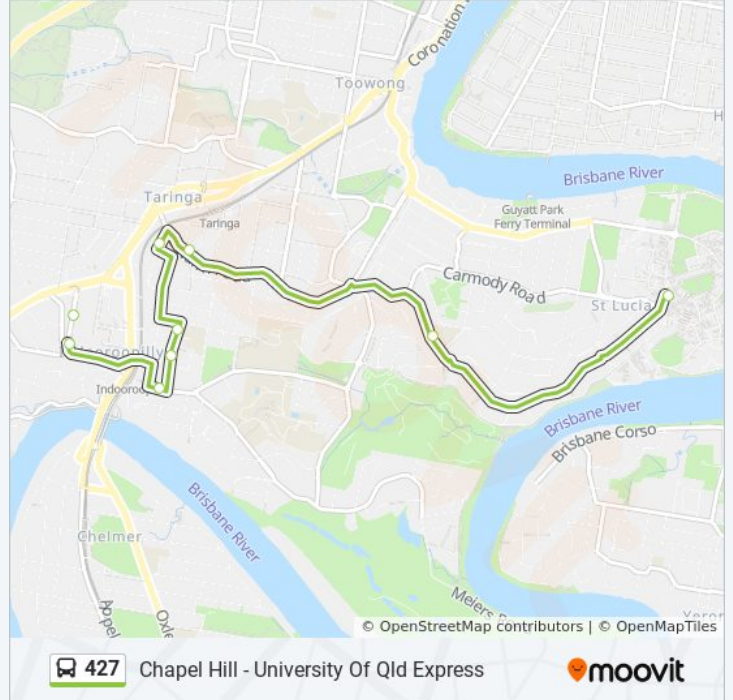 Coronation
Toowong
Brisbane River
Taringa
Guyatt Park
Ferry Terminal
Taringa
Carmody Road
St Lucia
Indooroopilly
Brisbane River
Brisbane Corso
Brisbane River
Chelmer
Meiers
© OpenStreetMap contributors | © OpenMapTiles
427 Chapel Hill - University Of Qld Express moovit